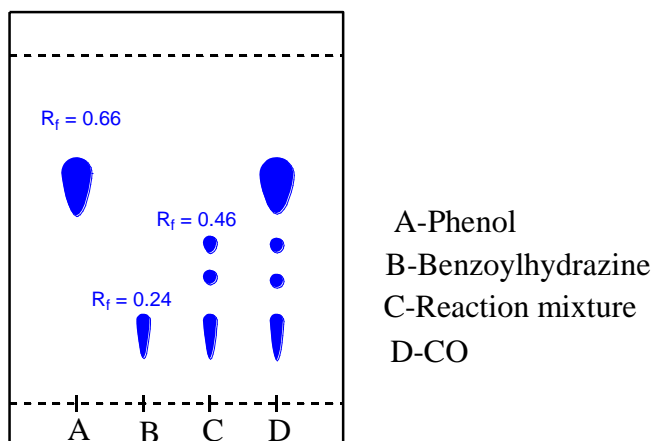 R_f = 0.66
R_f = 0.46
R_f = 0.24
A B C D
A-Phenol
B-Benzoylhydrazine
C-Reaction mixture
D-CO